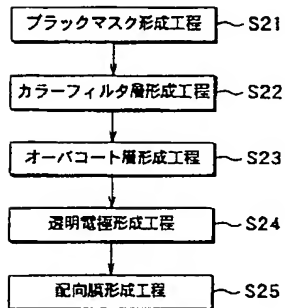 ブラックマスク形成工程 S21
カラーフィルタ層形成工程 S22
オーバコート層形成工程 S23
透明電極形成工程 S24
配向膜形成工程 S25